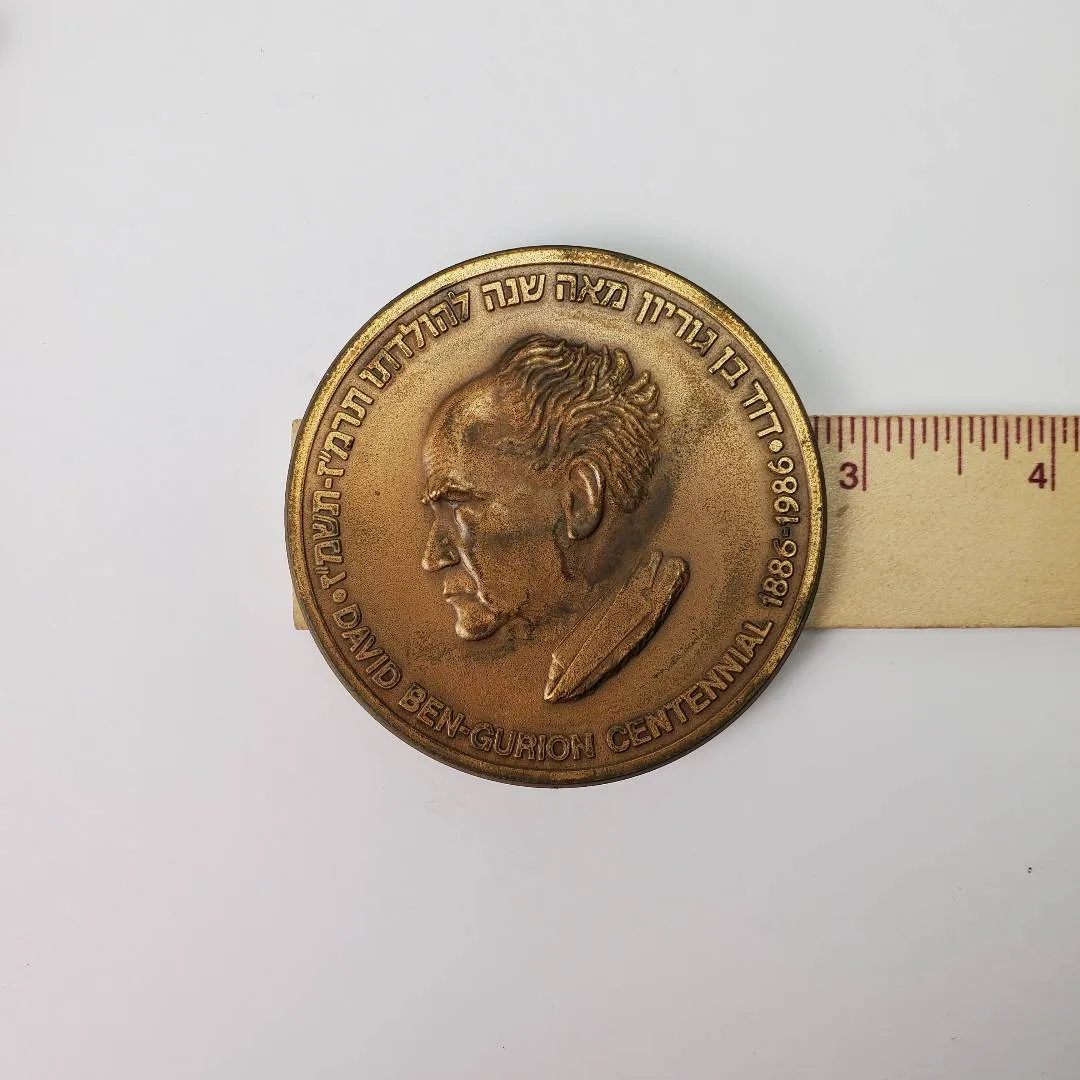 דוד בן גוריון מאה שנה להולדתו תרמ"ז-תשמ"ז
DAVID BEN-GURION CENTENNIAL 1886-1986
3 4